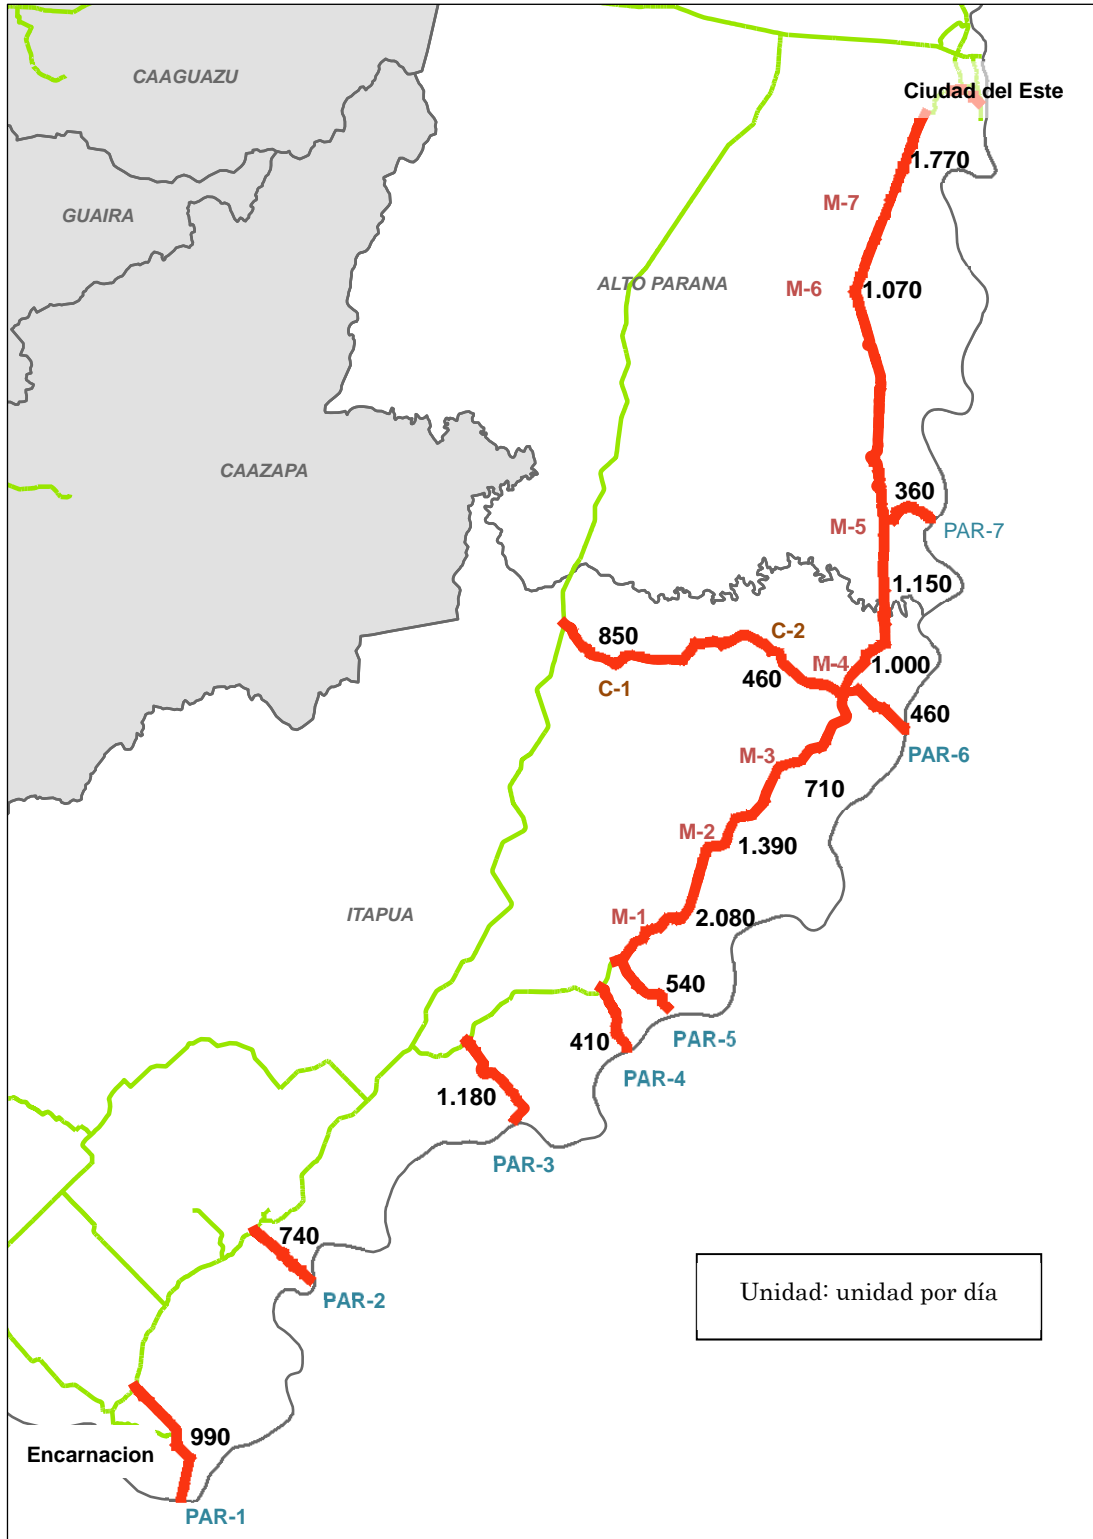 CAAGUAZU
Ciudad del Este
1.770
M-7
GUAIRA
ALTO PARANA
M-6
1.070
CAAZAPA
360
M-5
PAR-7
1.150
850
C-2
M-4
1.000
C-1
460
460
PAR-6
M-3
710
M-2
1.390
ITAPUA
M-1
2.080
540
410
PAR-5
PAR-4
1.180
PAR-3
740
Unidad: unidad por día
PAR-2
990
Encarnacion
PAR-1